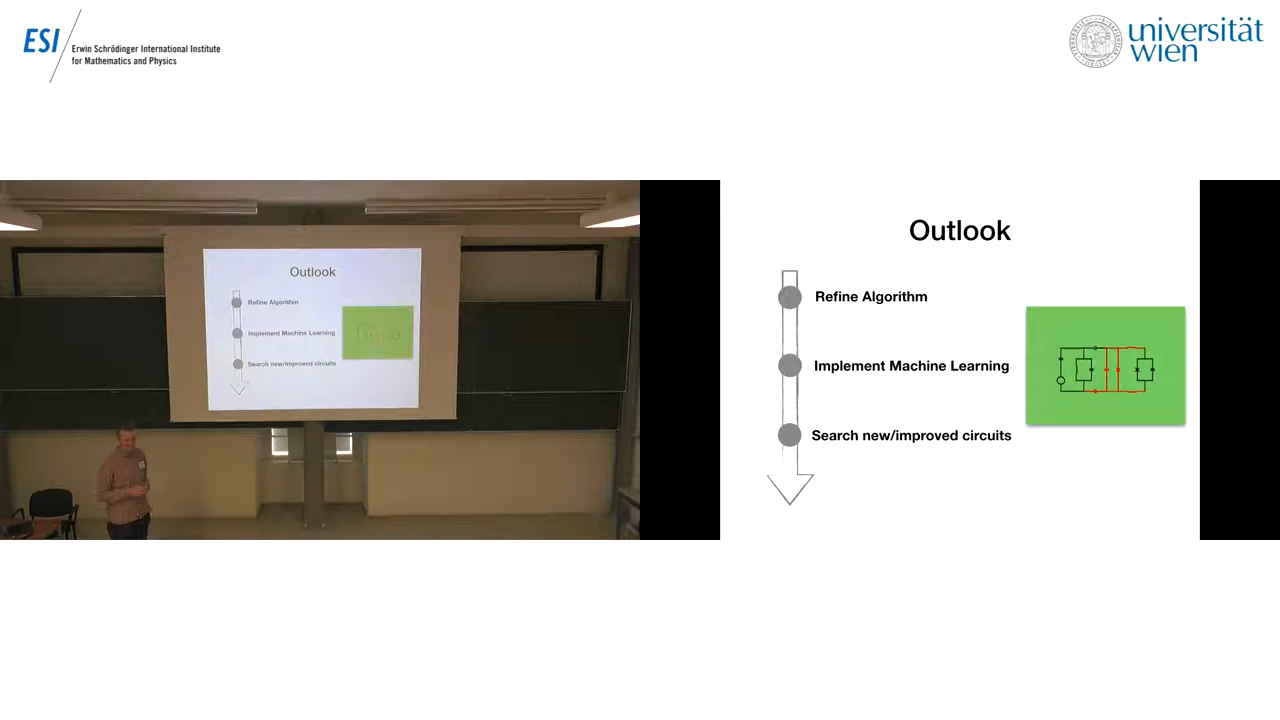 ESI
Erwin Schrödinger International Institute
for Mathematics and Physics
universität
wien
Outlook
Refine Algorithm
Implement Machine Learning
Search new/improved circuits
Outlook
Refine Algorithm
Implement Machine Learning
Search new/improved circuits